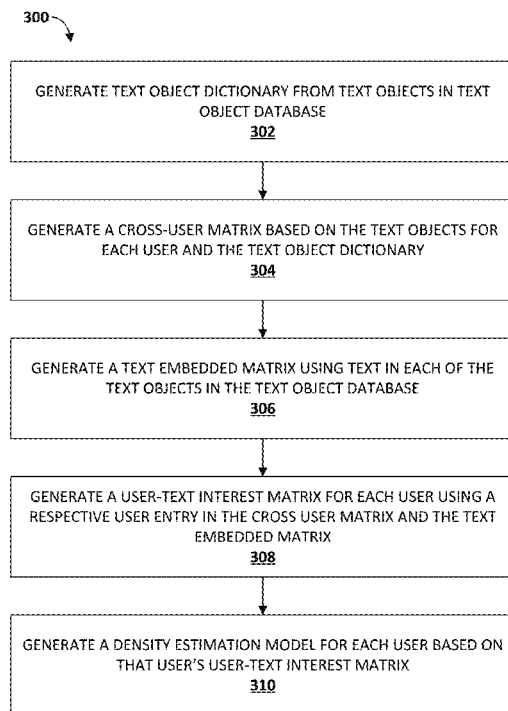 300
GENERATE TEXT OBJECT DICTIONARY FROM TEXT OBJECTS IN TEXT
OBJECT DATABASE
302
GENERATE A CROSS-USER MATRIX BASED ON THE TEXT OBJECTS FOR
EACH USER AND THE TEXT OBJECT DICTIONARY
304
GENERATE A TEXT EMBEDDED MATRIX USING TEXT IN EACH OF THE
TEXT OBJECTS IN THE TEXT OBJECT DATABASE
306
GENERATE A USER-TEXT INTEREST MATRIX FOR EACH USER USING A
RESPECTIVE USER ENTRY IN THE CROSS USER MATRIX AND THE TEXT
EMBEDDED MATRIX
308
GENERATE A DENSITY ESTIMATION MODEL FOR EACH USER BASED ON
THAT USER'S USER-TEXT INTEREST MATRIX
310